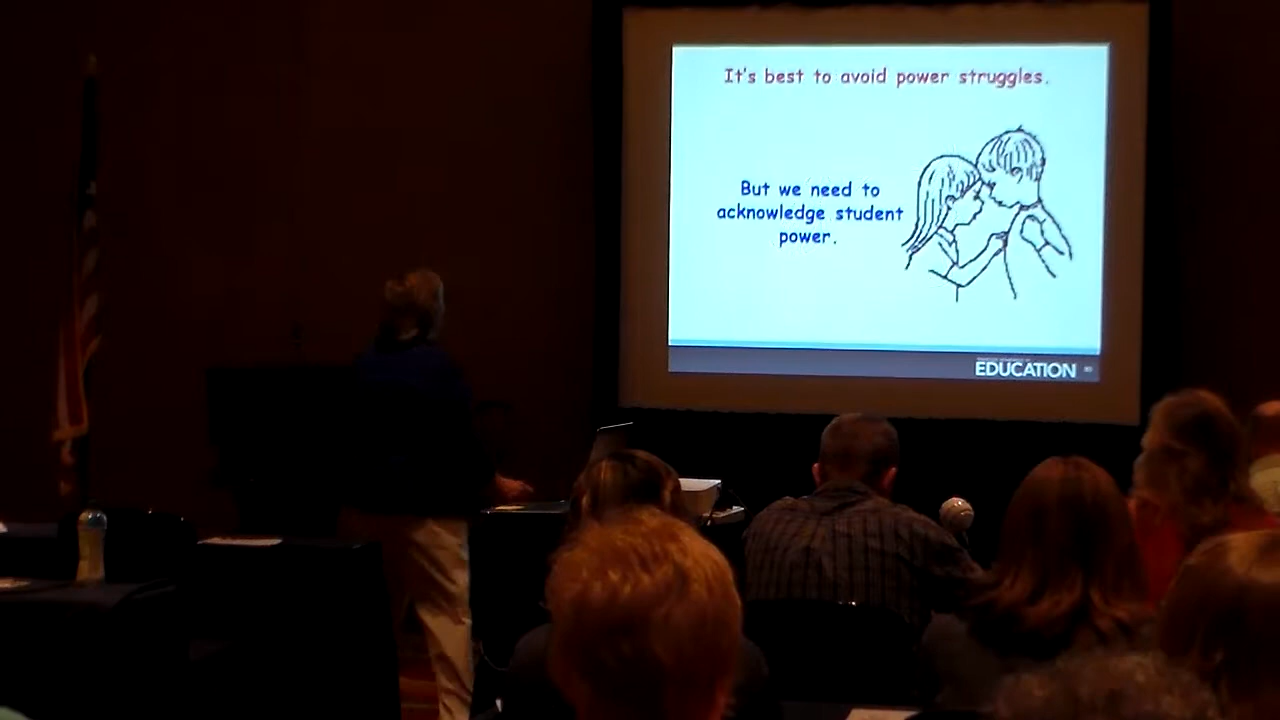 It's best to avoid power struggles.
But we need to
acknowledge student
power.
EDUCATION